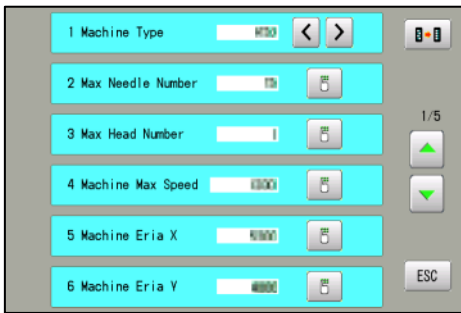 1 Machine Type
2 Max Needle Number
3 Max Head Number
1/5
4 Machine Max Speed
5 Machine Eria X
6 Machine Eria Y
ESC